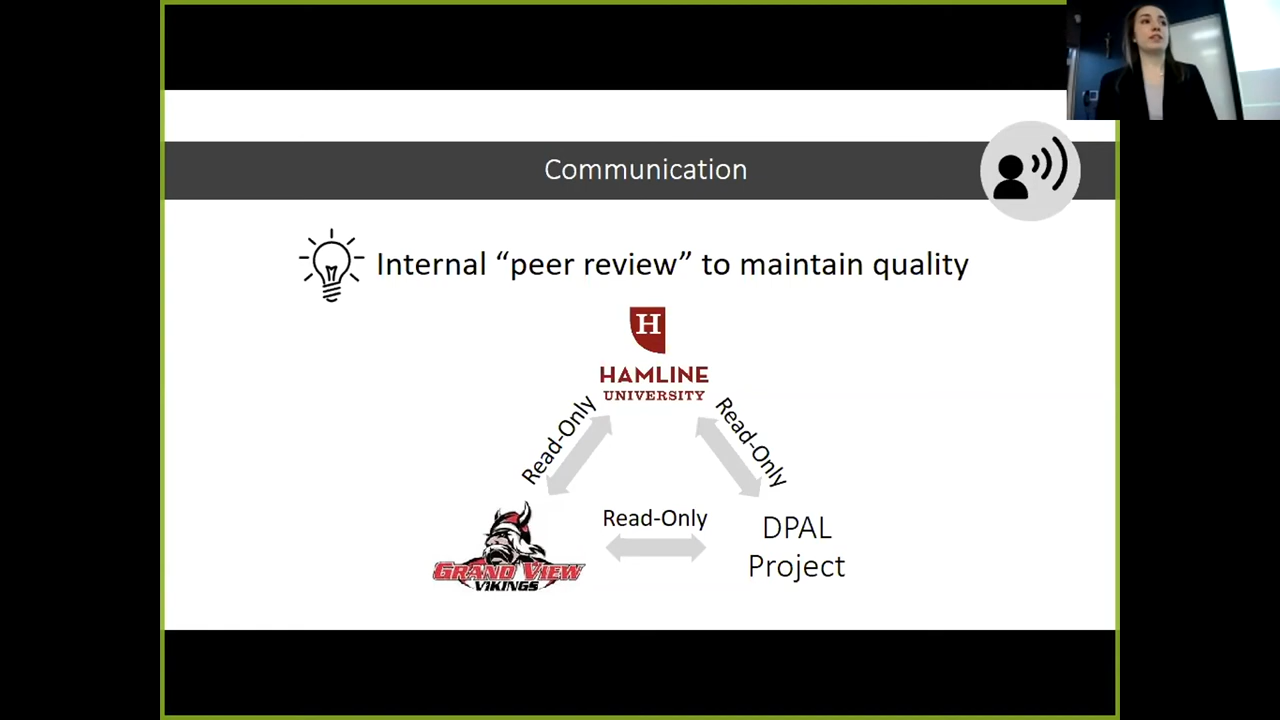 Communication
Internal “peer review” to maintain quality
H
HAMLINE
UNIVERSITY
Read-Only
Read-Only
Read-Only
GRAND VIEW
VIKINGS
DPAL
Project